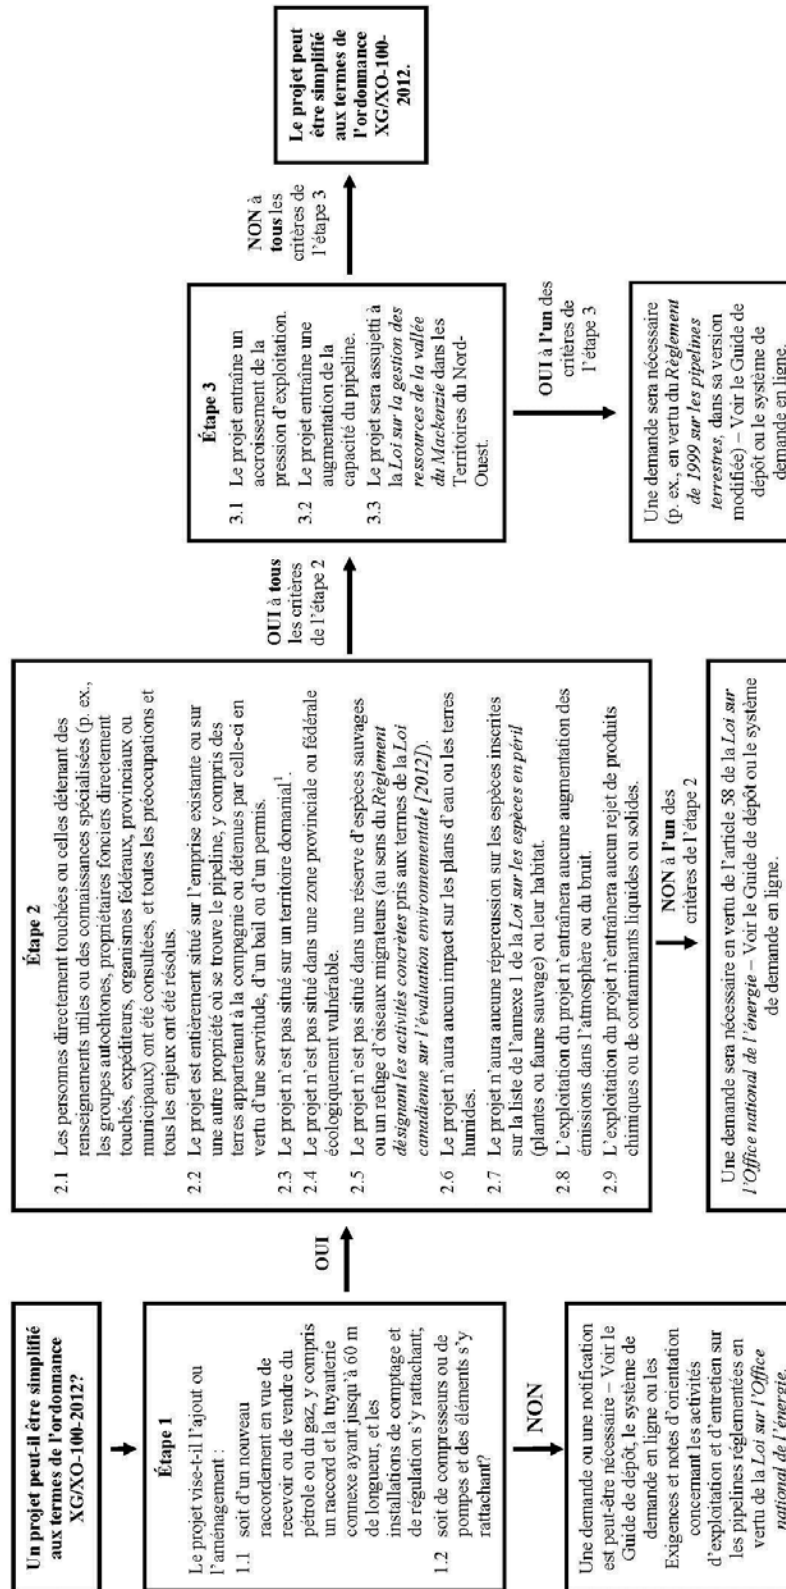 Un projet peut-il être simplifié
aux termes de l'ordonnance
XG/XO-100-2012?
Étape 1
Le projet vise-t-il l'ajout ou
l'aménagement :
1.1 soit d'un nouveau
raccordement en vue de
recevoir ou de vendre du
pétrole ou du gaz, y compris
un raccord et la tuyauterie
connexe ayant jusqu'à 60 m
de longueur, et les
installations de comptage et
de régulation s'y rattachant;
1.2 soit de compresseurs ou de
pompes et des éléments s'y
rattachant?
NON
Une demande ou une notification
est peut-être nécessaire – Voir le
Guide de dépôt, le système de
demande en ligne ou les
Exigences et notes d'orientation
concernant les activités
d'exploitation et d'entretien sur
les pipelines réglementées en
vertu de la Loi sur l'Office
national de l'énergie.
OUI
Étape 2
2.1 Les personnes directement touchées ou celles détenant des
renseignements utiles ou des connaissances spécialisées (p. ex.,
les groupes autochtones, propriétaires fonciers directement
touchés, expéditeurs, organismes fédéraux, provinciaux ou
municipaux) ont été consultées, et toutes les préoccupations et
tous les enjeux ont été résolus.
2.2 Le projet est entièrement situé sur l'emprise existante ou sur
une autre propriété où se trouve le pipeline, y compris des
terres appartenant à la compagnie ou détenues par celle-ci en
vertu d'une servitude, d'un bail ou d'un permis.
2.3 Le projet n'est pas situé sur un territoire domanial¹.
2.4 Le projet n'est pas situé dans une zone provinciale ou fédérale
écologiquement vulnérable.
2.5 Le projet n'est pas situé dans une réserve d'espèces sauvages
ou un refuge d'oiseaux migrateurs (au sens du Règlement
désignant les activités concrètes pris aux termes de la Loi
canadienne sur l'évaluation environnementale [2012]).
2.6 Le projet n'aura aucun impact sur les plans d'eau ou les terres
humides.
2.7 Le projet n'aura aucune répercussion sur les espèces inscrites
sur la liste de l'annexe 1 de la Loi sur les espèces en péril
(plantes ou faune sauvage) ou leur habitat.
2.8 L'exploitation du projet n'entraînera aucune augmentation des
émissions dans l'atmosphère ou du bruit.
2.9 L'exploitation du projet n'entraînera aucun rejet de produits
chimiques ou de contaminants liquides ou solides.
NON à l'un des
critères de l'étape 2
Une demande sera nécessaire en vertu de l'article 58 de la Loi sur
l'Office national de l'énergie – Voir le Guide de dépôt ou le système
de demande en ligne.
OUI à tous
les critères
de l'étape 2
Étape 3
3.1 Le projet entraîne un
accroissement de la
pression d'exploitation.
3.2 Le projet entraîne une
augmentation de la
capacité du pipeline.
3.3 Le projet sera assujetti à
la Loi sur la gestion des
ressources de la vallée
du Mackenzie dans les
Territoires du Nord-
Ouest.
OUI à l'un des
critères de
l'étape 3
Une demande sera nécessaire
(p. ex., en vertu du Règlement
de 1999 sur les pipelines
terrestres, dans sa version
modifiée) – Voir le Guide de
dépôt ou le système de
demande en ligne.
NON à
tous les
critères de
l'étape 3
Le projet peut
être simplifié
aux termes de
l'ordonnance
XG/XO-100-
2012.